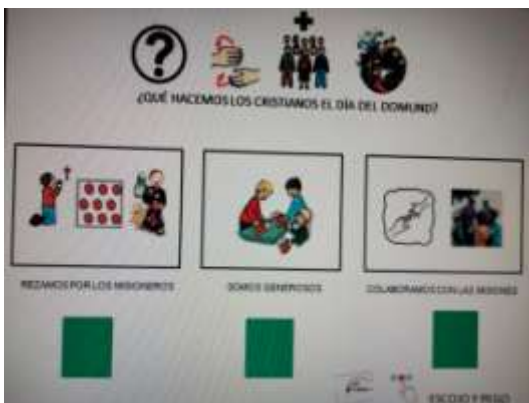 ¿QUÉ HACEMOS LOS CRISTIANOS EL DÍA DEL DOMUND?
REZAMOS POR LOS MISIONEROS
SOMOS GENEROSOS
COLABORAMOS CON LAS MISIONES
ESCOJO Y PEGO